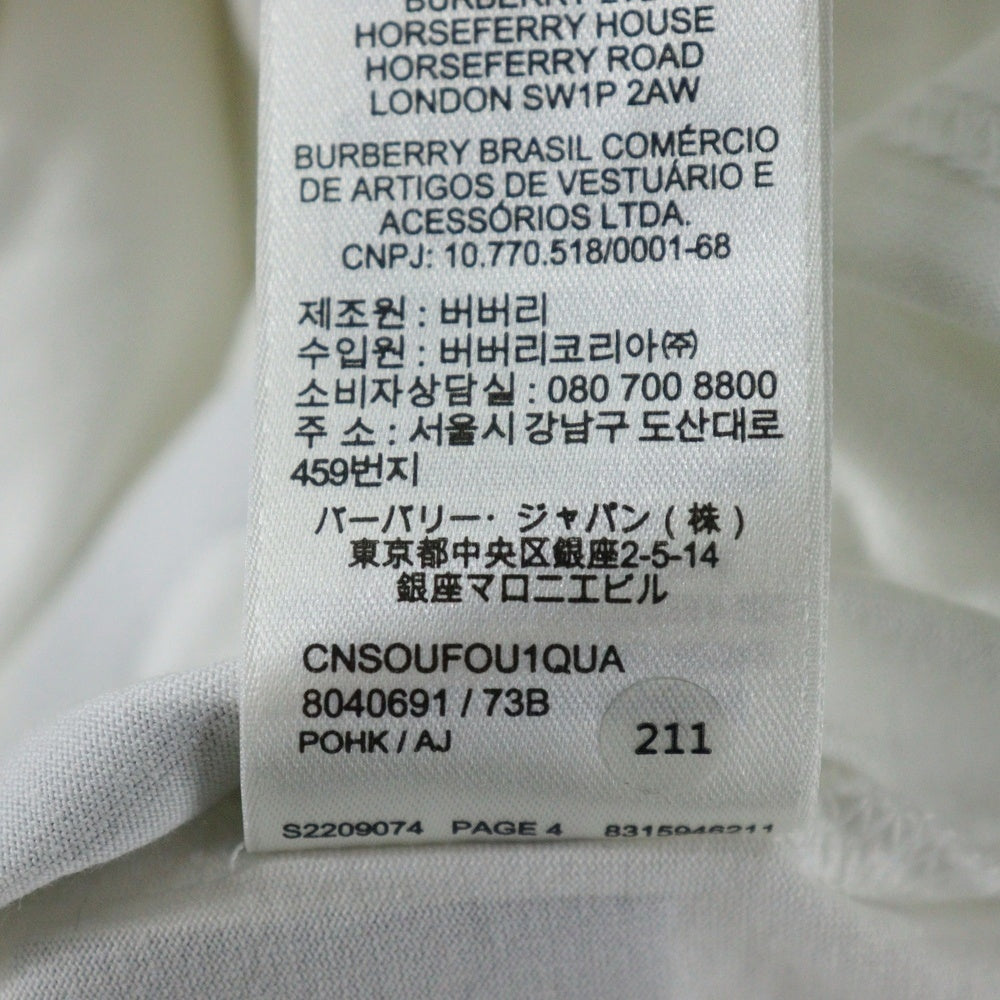 BURBERRY LTD
HORSEFERRY HOUSE
HORSEFERRY ROAD
LONDON SW1P 2AW
BURBERRY BRASIL COMÉRCIO
DE ARTIGOS DE VESTUÁRIO E
ACESSÓRIOS LTDA.
CNPJ: 10.770.518/0001-68
제조원 : 버버리
수입원 : 버버리코리아㈜
소비자상담실 : 080 700 8800
주 소 : 서울시 강남구 도산대로
459번지
バーバリー・ ジャパン ( 株 )
東京都中央区銀座2-5-14
銀座マロニエビル
CNSOUFOU1QUA
8040691 / 73B
POHK / AJ
211
S2209074 PAGE 4 8315946211